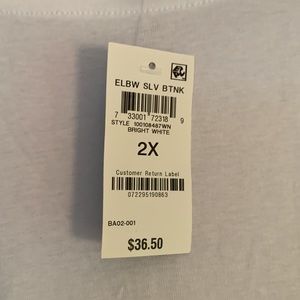 ELBW SLV BTNK
7 33001 72318 9
STYLE 100108487WN
BRIGHT WHITE
2X
Customer Return Label
072295190863
BA02-001
$36.50